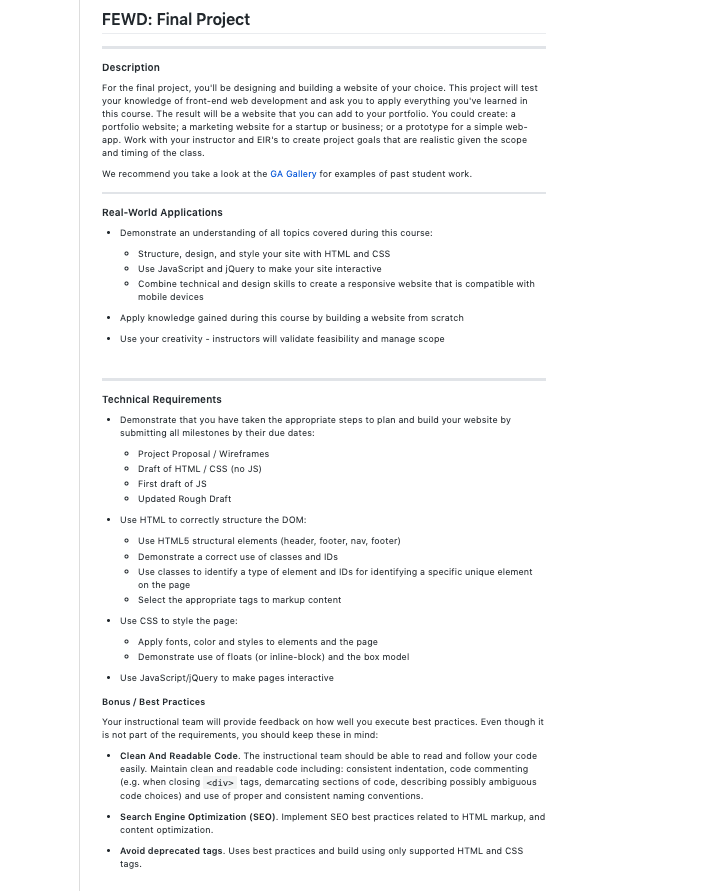 FEWD: Final Project
Description
For the final project, you'll be designing and building a website of your choice. This project will test
your knowledge of front-end web development and ask you to apply everything you've learned in
this course. The result will be a website that you can add to your portfolio. You could create: a
portfolio website; a marketing website for a startup or business; or a prototype for a simple web-
app. Work with your instructor and EIR's to create project goals that are realistic given the scope
and timing of the class.
We recommend you take a look at the GA Gallery for examples of past student work.
Real-World Applications
• Demonstrate an understanding of all topics covered during this course:
◦ Structure, design, and style your site with HTML and CSS
◦ Use JavaScript and jQuery to make your site interactive
◦ Combine technical and design skills to create a responsive website that is compatible with
mobile devices
• Apply knowledge gained during this course by building a website from scratch
• Use your creativity - instructors will validate feasibility and manage scope
Technical Requirements
• Demonstrate that you have taken the appropriate steps to plan and build your website by
submitting all milestones by their due dates:
◦ Project Proposal / Wireframes
◦ Draft of HTML / CSS (no JS)
◦ First draft of JS
◦ Updated Rough Draft
• Use HTML to correctly structure the DOM:
◦ Use HTML5 structural elements (header, footer, nav, footer)
◦ Demonstrate a correct use of classes and IDs
◦ Use classes to identify a type of element and IDs for identifying a specific unique element
on the page
◦ Select the appropriate tags to markup content
• Use CSS to style the page:
◦ Apply fonts, color and styles to elements and the page
◦ Demonstrate use of floats (or inline-block) and the box model
• Use JavaScript/jQuery to make pages interactive
Bonus / Best Practices
Your instructional team will provide feedback on how well you execute best practices. Even though it
is not part of the requirements, you should keep these in mind:
• Clean And Readable Code. The instructional team should be able to read and follow your code
easily. Maintain clean and readable code including: consistent indentation, code commenting
(e.g. when closing <div> tags, demarcating sections of code, describing possibly ambiguous
code choices) and use of proper and consistent naming conventions.
• Search Engine Optimization (SEO). Implement SEO best practices related to HTML markup, and
content optimization.
• Avoid deprecated tags. Uses best practices and build using only supported HTML and CSS
tags.